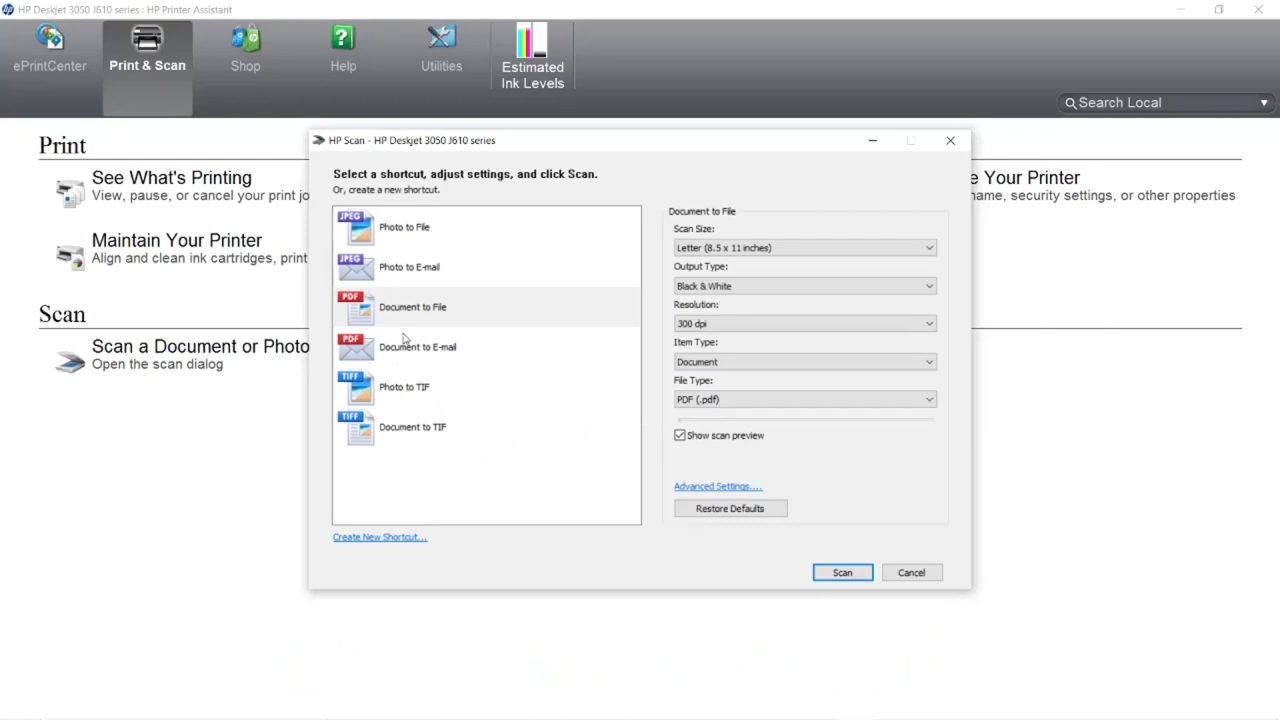 HP Deskjet 3050 J610 series : HP Printer Assistant
ePrintCenter
Print & Scan
Shop
Help
Utilities
Estimated
Ink Levels
Search Local
Print
See What's Printing
View, pause, or cancel your print jo
Maintain Your Printer
Align and clean ink cartridges, print
Scan
Scan a Document or Photo
Open the scan dialog
e Your Printer
name, security settings, or other properties
HP Scan - HP Deskjet 3050 J610 series
Select a shortcut, adjust settings, and click Scan.
Or, create a new shortcut.
JPEG Photo to File
JPEG Photo to E-mail
PDF Document to File
PDF Document to E-mail
TIFF Photo to TIF
TIFF Document to TIF
Create New Shortcut...
Document to File
Scan Size:
Letter (8.5 x 11 inches)
Output Type:
Black & White
Resolution:
300 dpi
Item Type:
Document
File Type:
PDF (.pdf)
Show scan preview
Advanced Settings....
Restore Defaults
Scan
Cancel